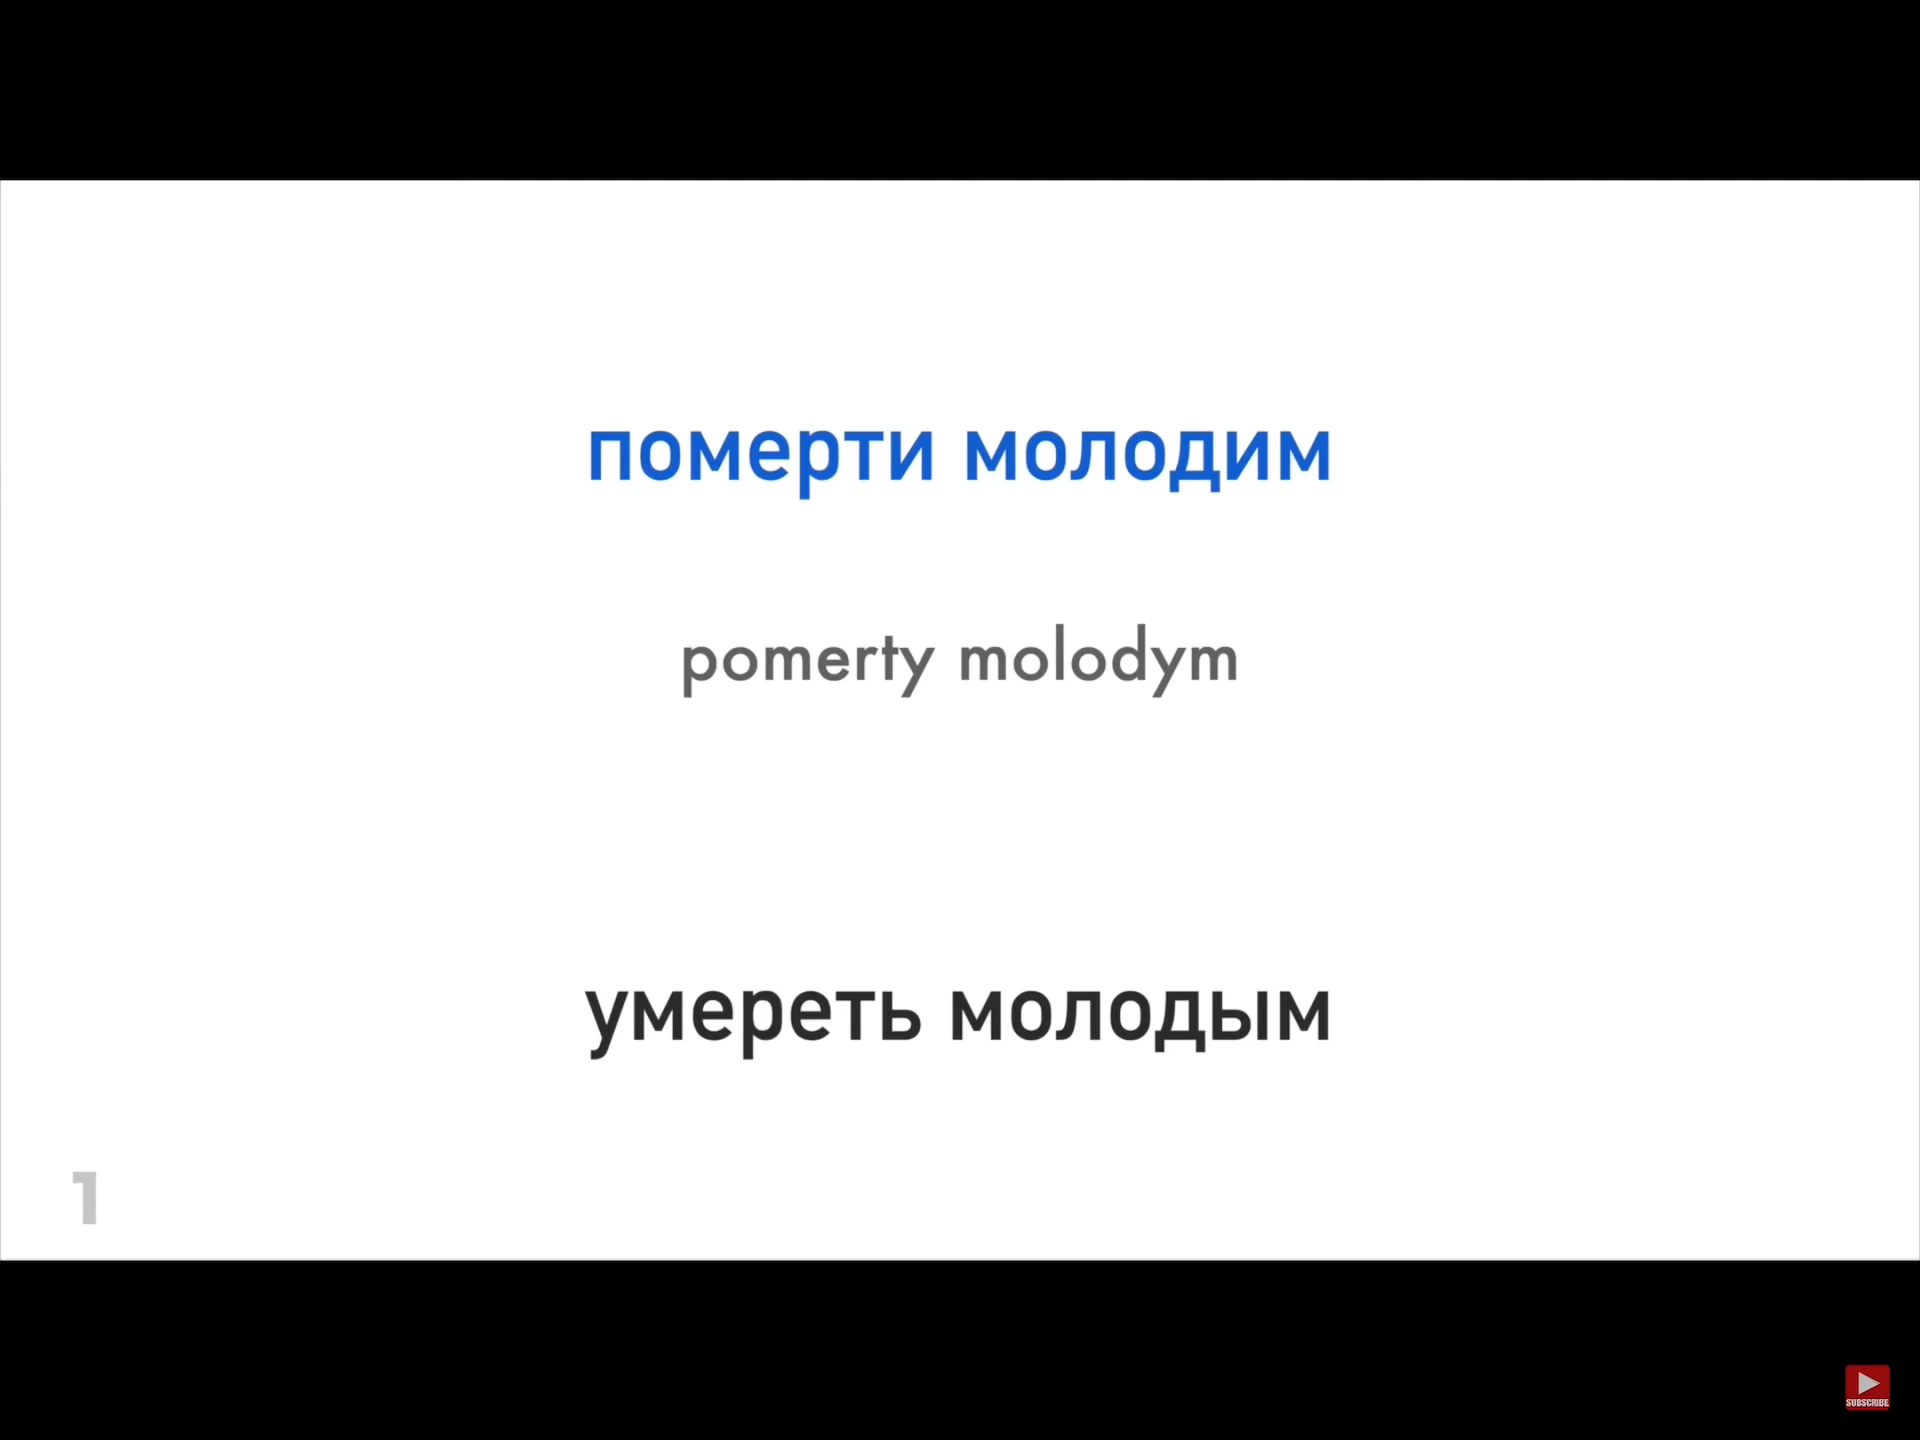 померти молодим
pomerty molodym
умереть молодым
1
SUBSCRIBE